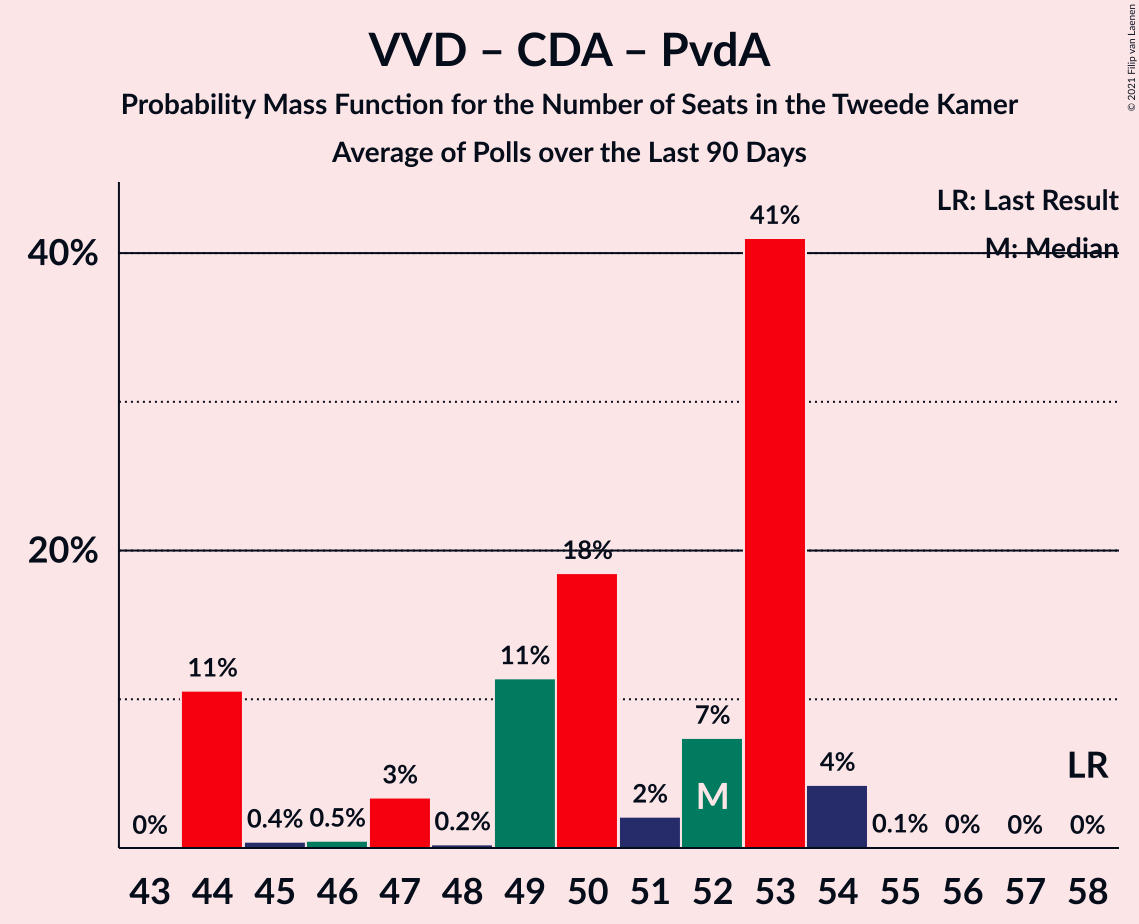 VVD – CDA – PvdA
Probability Mass Function for the Number of Seats in the Tweede Kamer
Average of Polls over the Last 90 Days
© 2021 Filip van Laenen
LR: Last Result
M: Median
40%
20%
0%
11%
0.4%
0.5%
3%
0.2%
11%
18%
2%
7%
M
41%
4%
0.1%
0%
0%
LR
0%
43 44 45 46 47 48 49 50 51 52 53 54 55 56 57 58